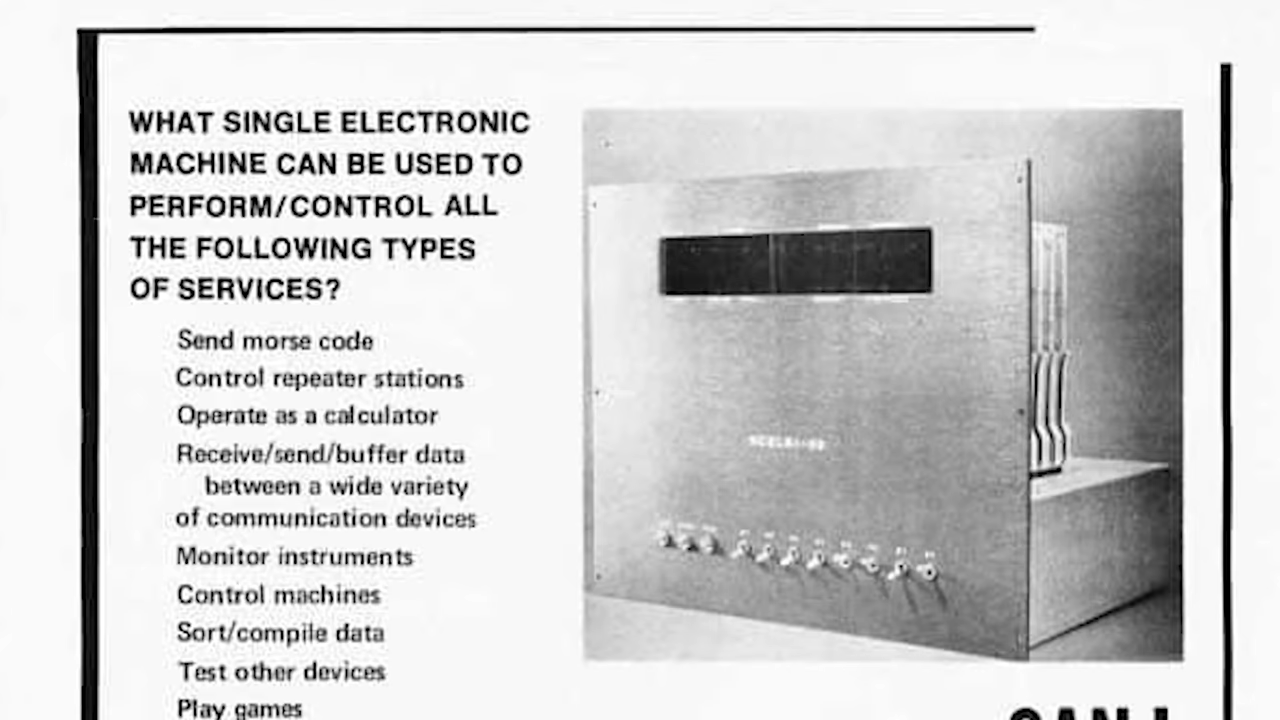 WHAT SINGLE ELECTRONIC
MACHINE CAN BE USED TO
PERFORM/CONTROL ALL
THE FOLLOWING TYPES
OF SERVICES?
Send morse code
Control repeater stations
Operate as a calculator
Receive/send/buffer data
between a wide variety
of communication devices
Monitor instruments
Control machines
Sort/compile data
Test other devices
Play games